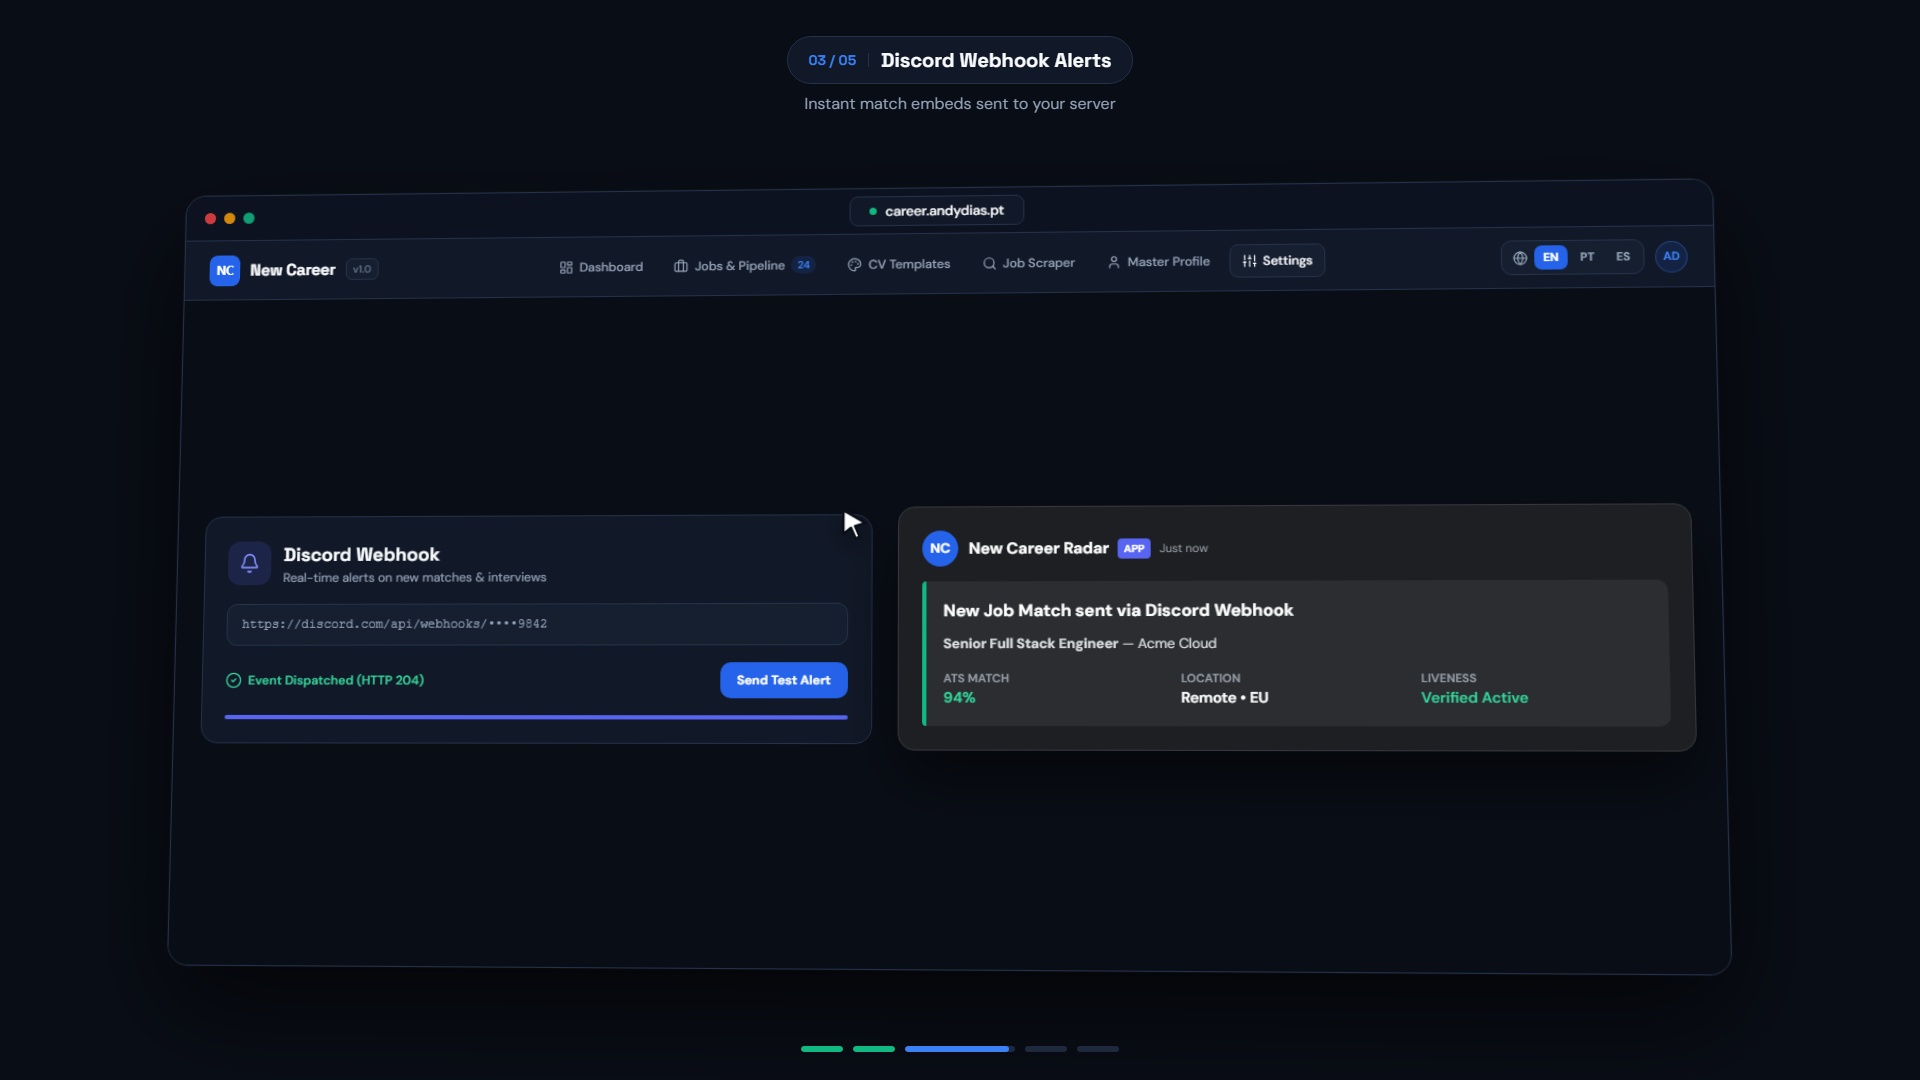 03 / 05 Discord Webhook Alerts
Instant match embeds sent to your server
career.andydias.pt
NC New Career v1.0 Dashboard Jobs & Pipeline 24 CV Templates Job Scraper Master Profile Settings EN PT ES AD
Discord Webhook
Real-time alerts on new matches & interviews
https://discord.com/api/webhooks/••••9842
Event Dispatched (HTTP 204) Send Test Alert
NC New Career Radar APP Just now
New Job Match sent via Discord Webhook
Senior Full Stack Engineer — Acme Cloud
ATS MATCH LOCATION LIVENESS
94% Remote • EU Verified Active